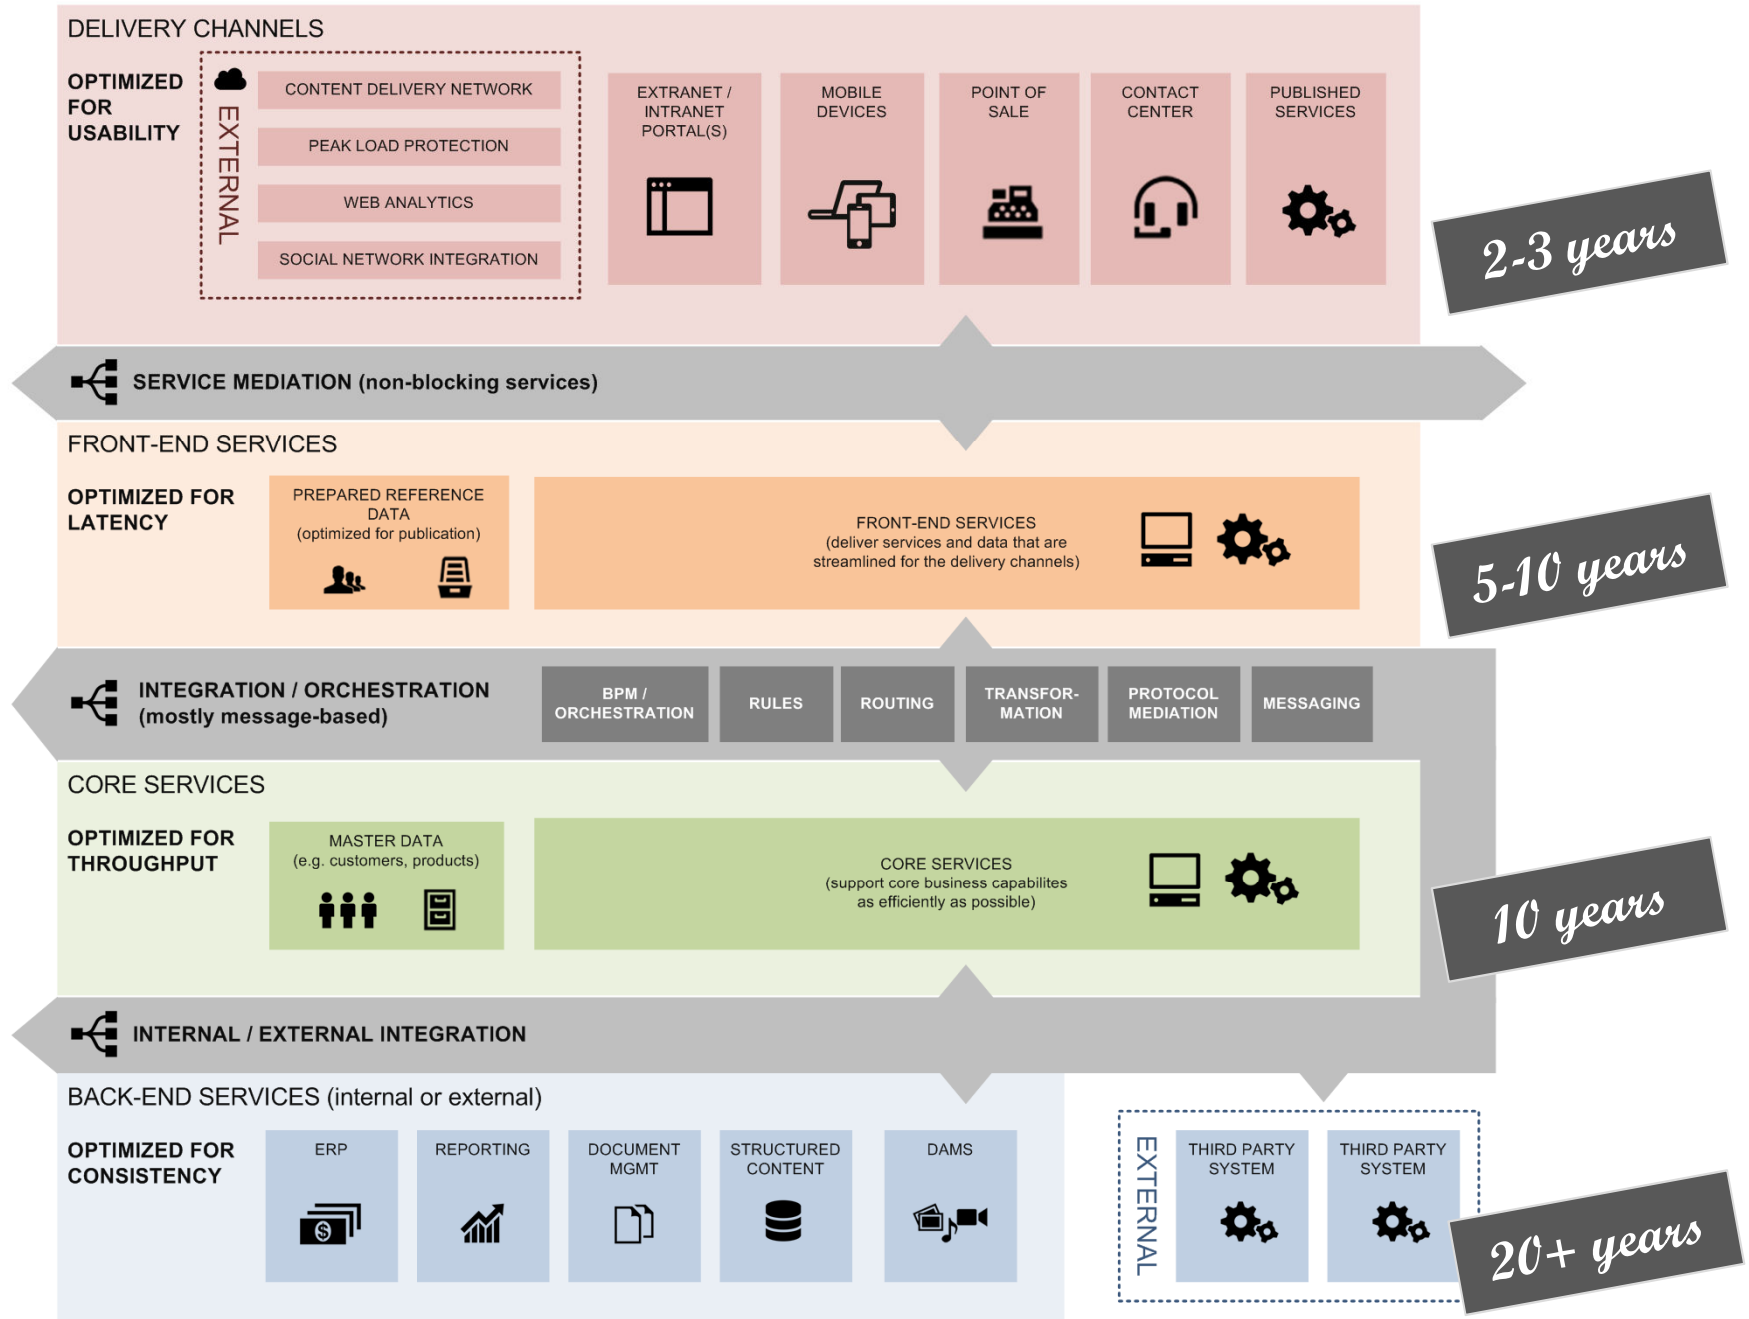 DELIVERY CHANNELS
OPTIMIZED
FOR
USABILITY
EXTERNAL
CONTENT DELIVERY NETWORK
PEAK LOAD PROTECTION
WEB ANALYTICS
SOCIAL NETWORK INTEGRATION
EXTRANET /
INTRANET
PORTAL(S)
MOBILE
DEVICES
POINT OF
SALE
CONTACT
CENTER
PUBLISHED
SERVICES
2-3 years
SERVICE MEDIATION (non-blocking services)
FRONT-END SERVICES
OPTIMIZED FOR
LATENCY
PREPARED REFERENCE
DATA
(optimized for publication)
FRONT-END SERVICES
(deliver services and data that are
streamlined for the delivery channels)
5-10 years
INTEGRATION / ORCHESTRATION
(mostly message-based)
BPM /
ORCHESTRATION
RULES
ROUTING
TRANSFOR-
MATION
PROTOCOL
MEDIATION
MESSAGING
CORE SERVICES
OPTIMIZED FOR
THROUGHPUT
MASTER DATA
(e.g. customers, products)
CORE SERVICES
(support core business capabilites
as efficiently as possible)
10 years
INTERNAL / EXTERNAL INTEGRATION
BACK-END SERVICES (internal or external)
OPTIMIZED FOR
CONSISTENCY
ERP
REPORTING
DOCUMENT
MGMT
STRUCTURED
CONTENT
DAMS
EXTERNAL
THIRD PARTY
SYSTEM
THIRD PARTY
SYSTEM
20+ years